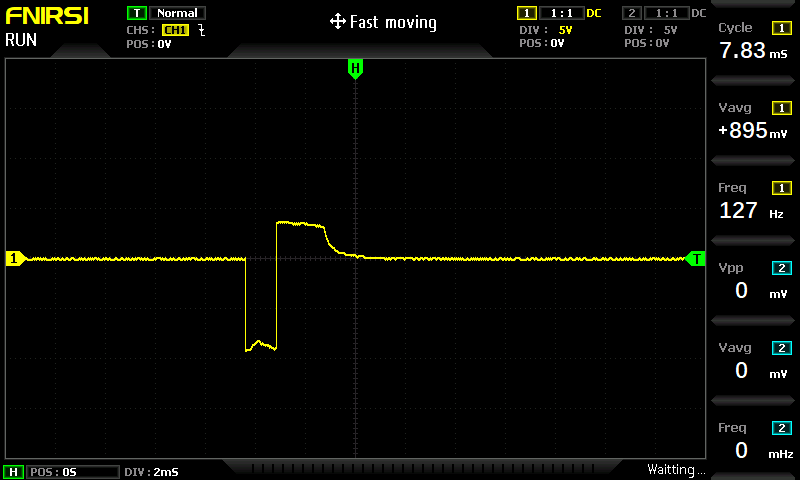 FNIRSI
RUN
T Normal
CHS: CH1
POS: 0V
Fast moving
1 1:1 DC
DIV: 5V
POS: 0V
2 1:1 DC
DIV: 5V
POS: 0V
H
1
T
Cycle 1
7.83 mS
Vavg 1
+895 mV
Freq 1
127 Hz
Vpp 2
0 mV
Vavg 2
0 mV
Freq 2
0 mHz
H POS: 0S DIV: 2mS
Waitting...